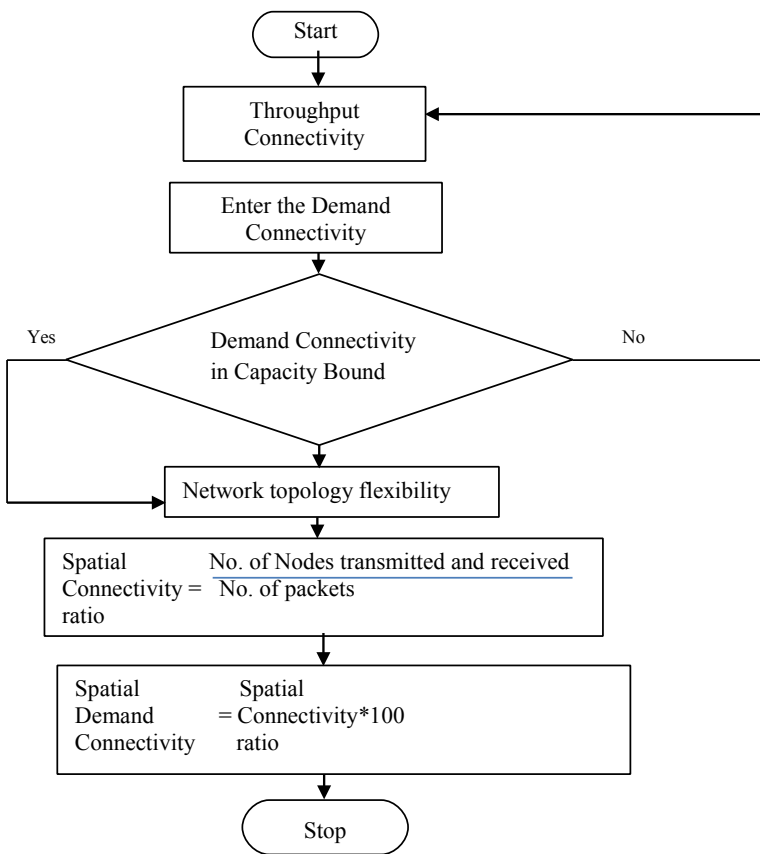 Start
Throughput
Connectivity
Enter the Demand
Connectivity
Yes
No
Demand Connectivity
in Capacity Bound
Network topology flexibility
Spatial No. of Nodes transmitted and received
Connectivity = No. of packets
ratio
Spatial Spatial
Demand = Connectivity*100
Connectivity ratio
Stop